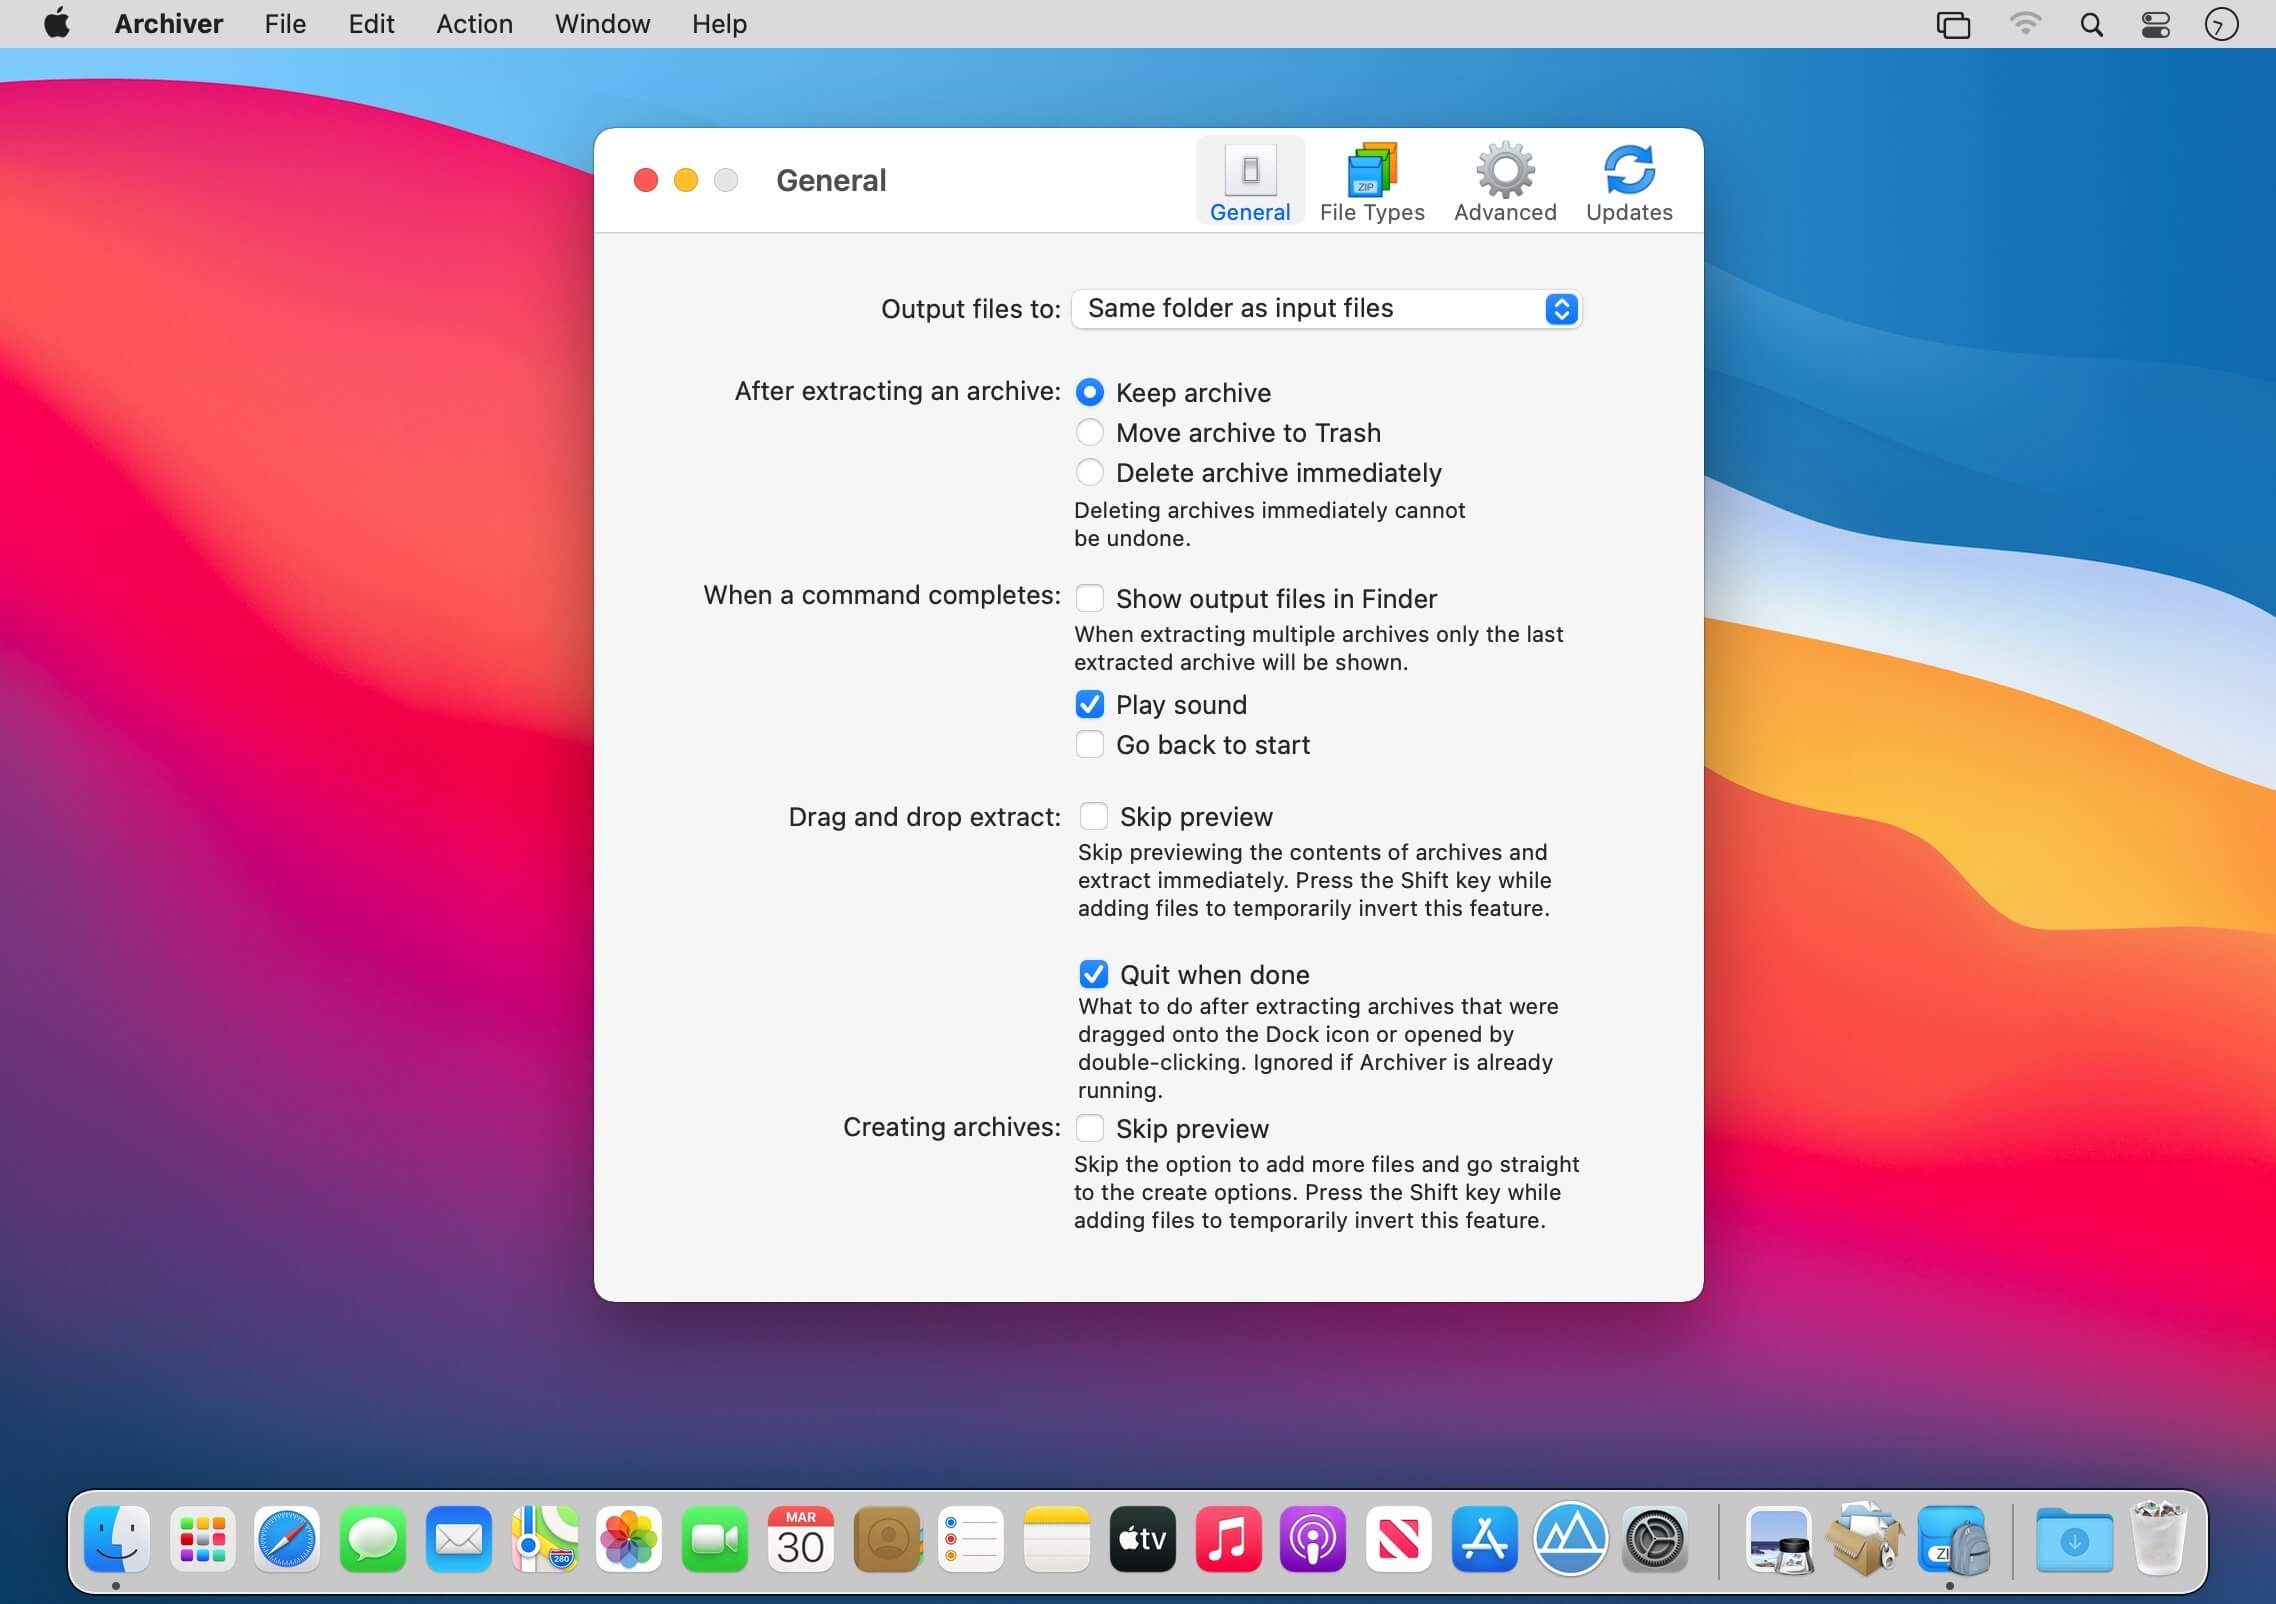 Archiver File Edit Action Window Help
General
General File Types Advanced Updates
ZIP
Output files to: Same folder as input files
After extracting an archive: Keep archive
Move archive to Trash
Delete archive immediately
Deleting archives immediately cannot
be undone.
When a command completes: Show output files in Finder
When extracting multiple archives only the last
extracted archive will be shown.
Play sound
Go back to start
Drag and drop extract: Skip preview
Skip previewing the contents of archives and
extract immediately. Press the Shift key while
adding files to temporarily invert this feature.
Quit when done
What to do after extracting archives that were
dragged onto the Dock icon or opened by
double-clicking. Ignored if Archiver is already
running.
Creating archives: Skip preview
Skip the option to add more files and go straight
to the create options. Press the Shift key while
adding files to temporarily invert this feature.
280
MAR
30
tv
ZI